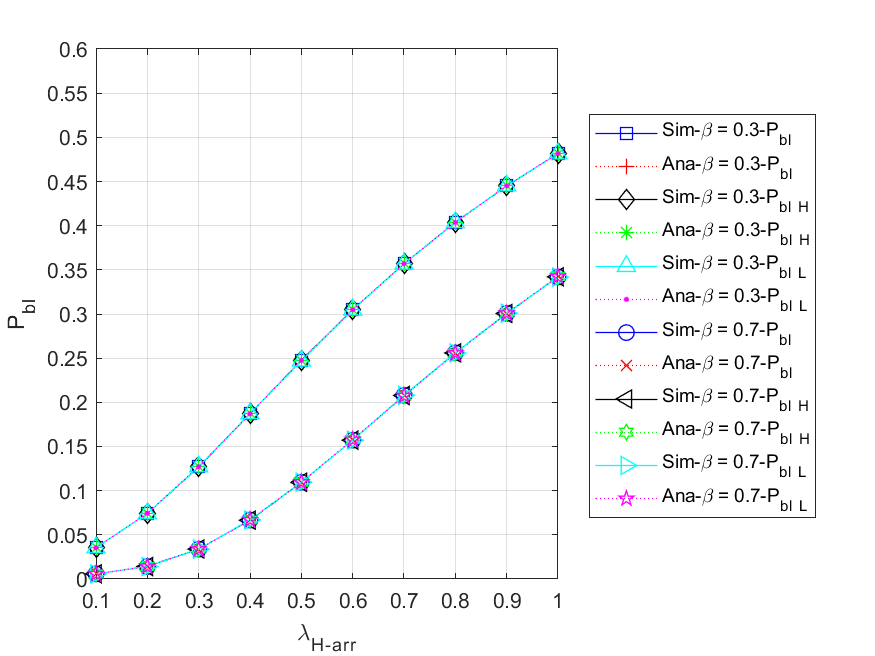 0.6
0.55
0.5
0.45
0.4
0.35
0.3
0.25
0.2
0.15
0.1
0.05
0
P_bl
0.1 0.2 0.3 0.4 0.5 0.6 0.7 0.8 0.9 1
λ_H-arr
Sim-β = 0.3-P_bl
Ana-β = 0.3-P_bl
Sim-β = 0.3-P_bl H
Ana-β = 0.3-P_bl H
Sim-β = 0.3-P_bl L
Ana-β = 0.3-P_bl L
Sim-β = 0.7-P_bl
Ana-β = 0.7-P_bl
Sim-β = 0.7-P_bl H
Ana-β = 0.7-P_bl H
Sim-β = 0.7-P_bl L
Ana-β = 0.7-P_bl L